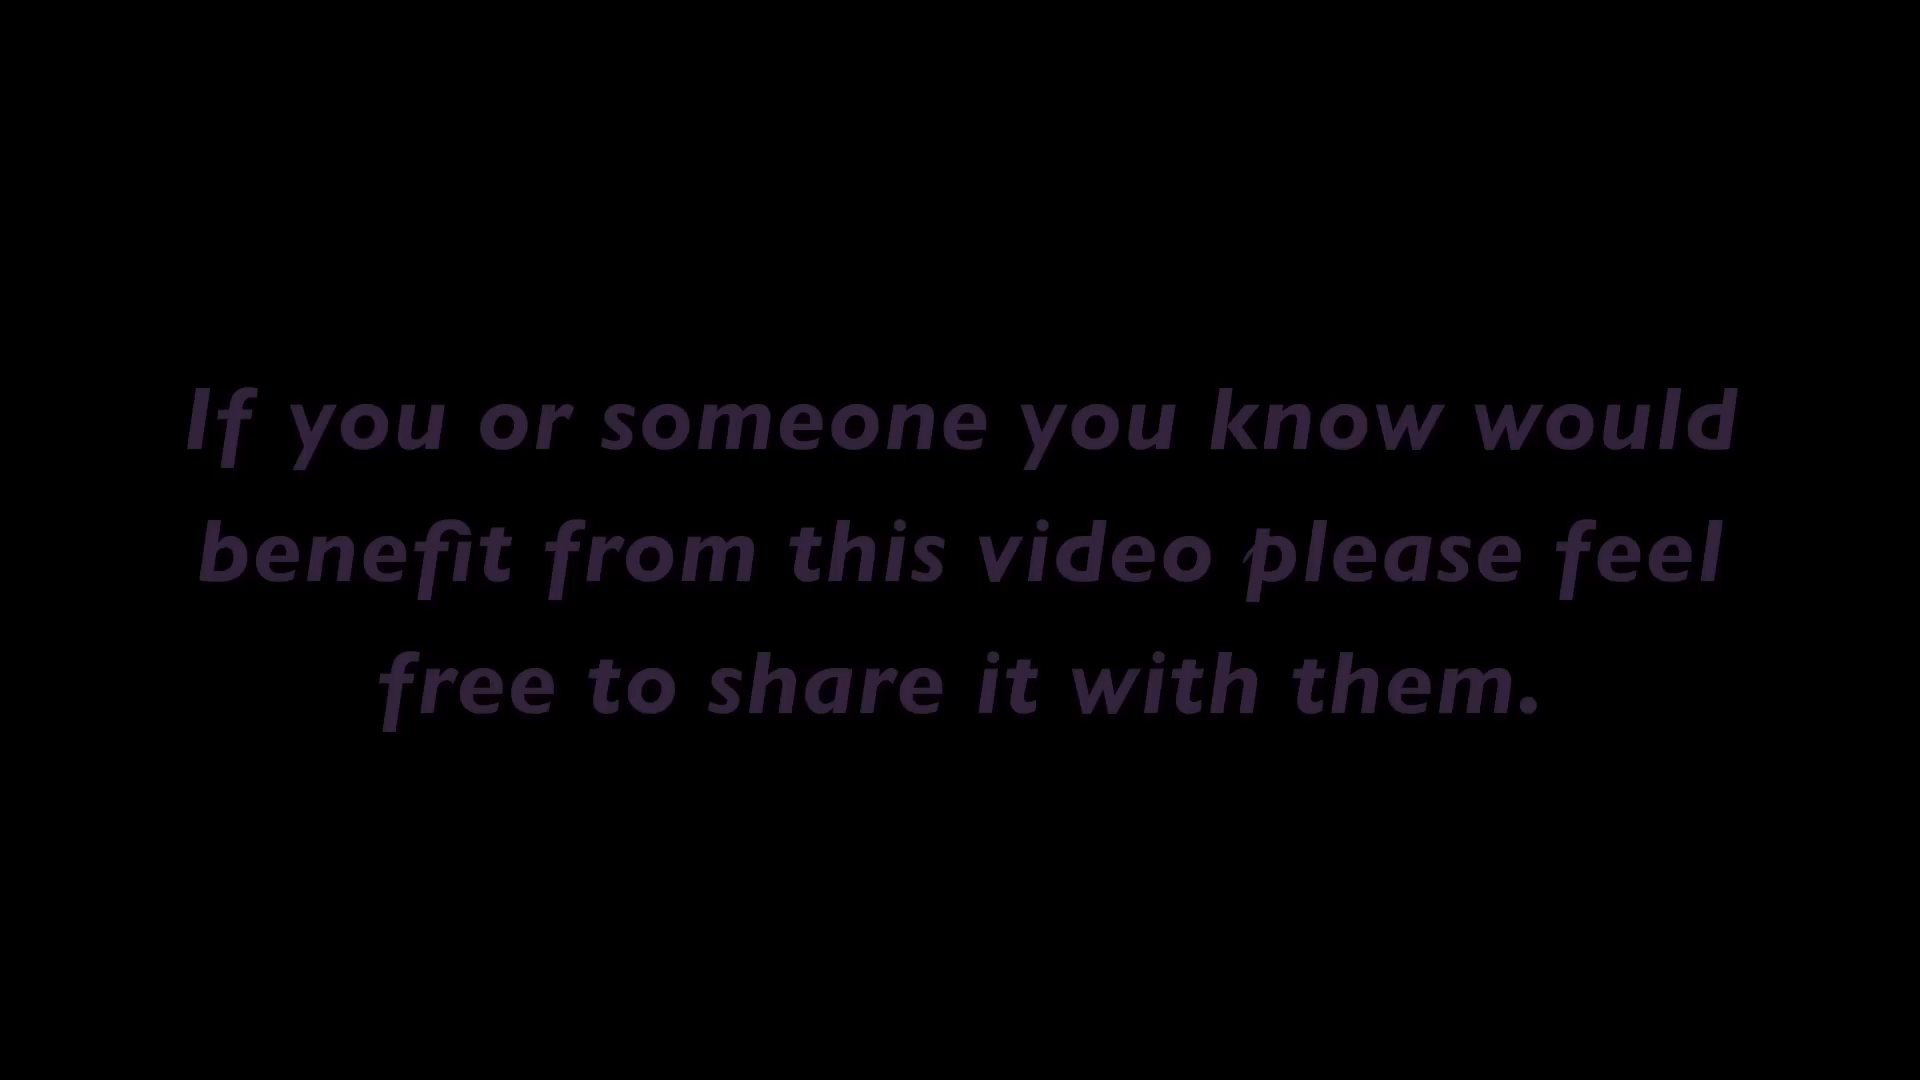 If you or someone you know would
benefit from this video please feel
free to share it with them.